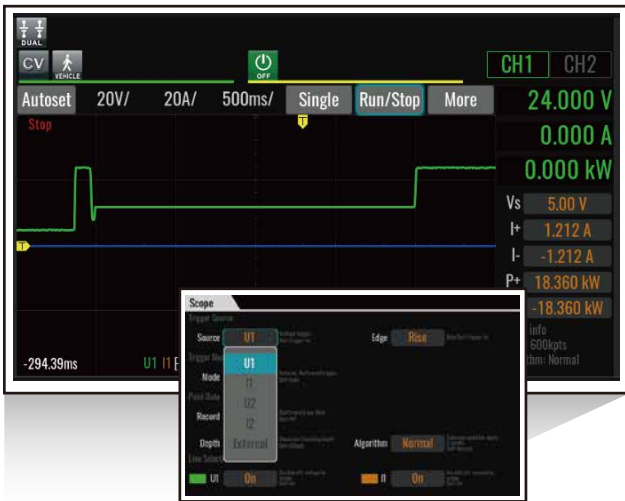 DUAL
CV VEHICLE OFF CH1 CH2
Autoset 20V/ 20A/ 500ms/ Single Run/Stop More 24.000 V
Stop T
0.000 A
0.000 kW
Vs 5.00 V
I+ 1.212 A
T
I- -1.212 A
P+ 18.360 kW
-18.360 kW
info
600kpts
thm: Normal
-294.39ms U1 I1
Scope
Trigger Source
Source U1 Edge Rise
U1
I1
Node
U2
Record I2
Depth External Algorithm Normal
Line Select
U1 On I1 On